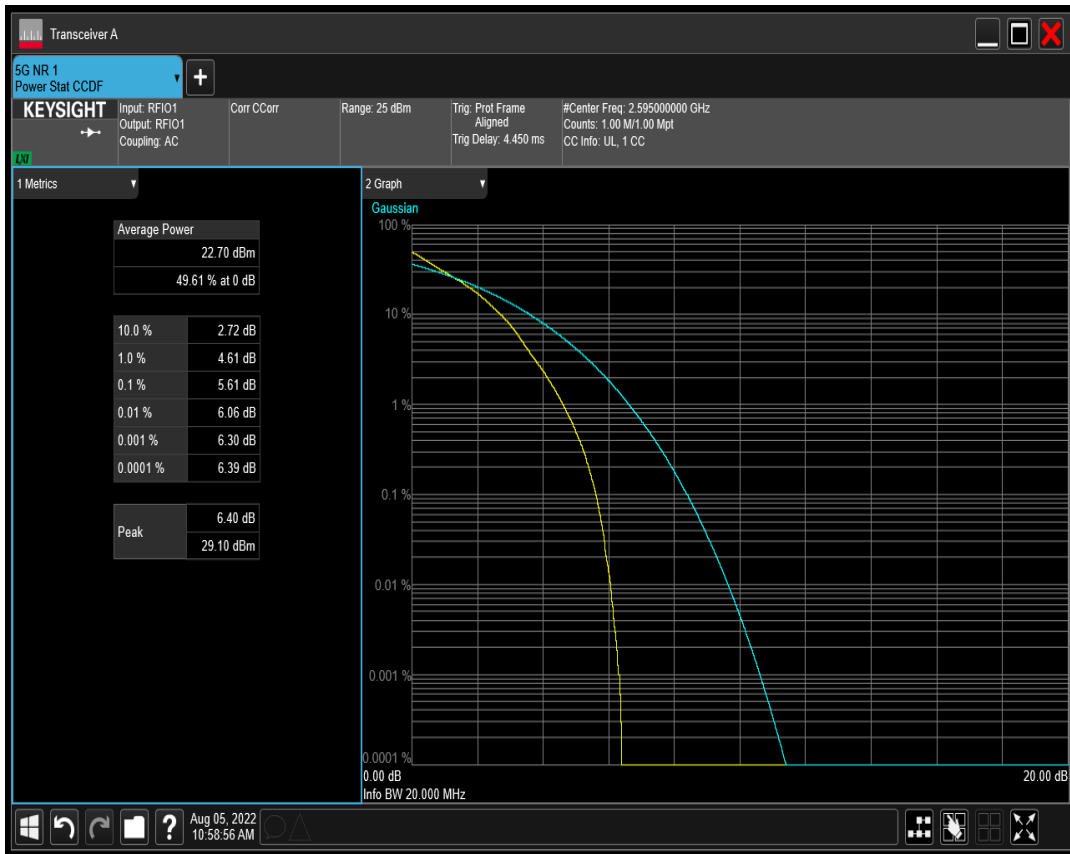 Transceiver A
5G NR 1
Power Stat CCDF
+
KEYSIGHT
LXI
Input: RFIO1
Output: RFIO1
Coupling: AC
Corr CCorr
Range: 25 dBm
Trig: Prot Frame
Aligned
Trig Delay: 4.450 ms
#Center Freq: 2.595000000 GHz
Counts: 1.00 M/1.00 Mpt
CC Info: UL, 1 CC
1 Metrics
Average Power
22.70 dBm
49.61 % at 0 dB
10.0 % 2.72 dB
1.0 % 4.61 dB
0.1 % 5.61 dB
0.01 % 6.06 dB
0.001 % 6.30 dB
0.0001 % 6.39 dB
Peak
6.40 dB
29.10 dBm
2 Graph
Gaussian
100 %
10 %
1 %
0.1 %
0.01 %
0.001 %
0.0001 %
0.00 dB 20.00 dB
Info BW 20.000 MHz
?
Aug 05, 2022
10:58:56 AM